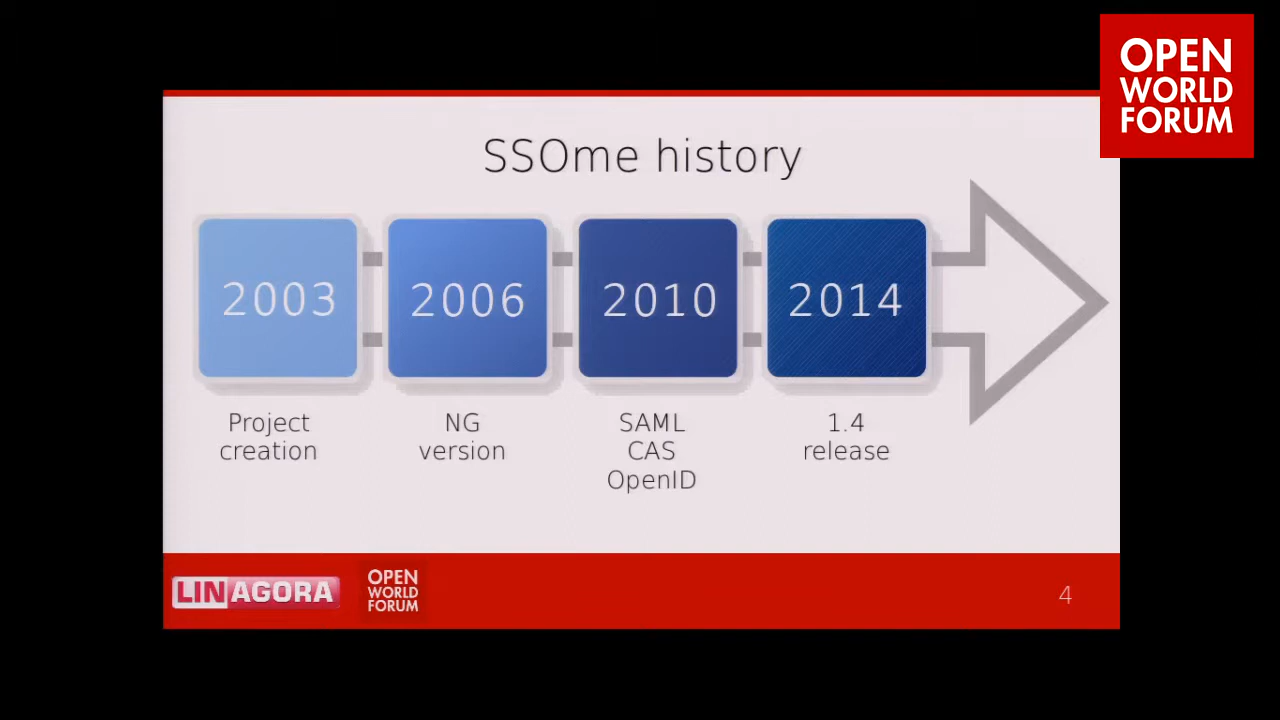 OPEN
WORLD
FORUM
SSOme history
2003
2006
2010
2014
Project
creation
NG
version
SAML
CAS
OpenID
1.4
release
LINAGORA
OPEN
WORLD
FORUM
4